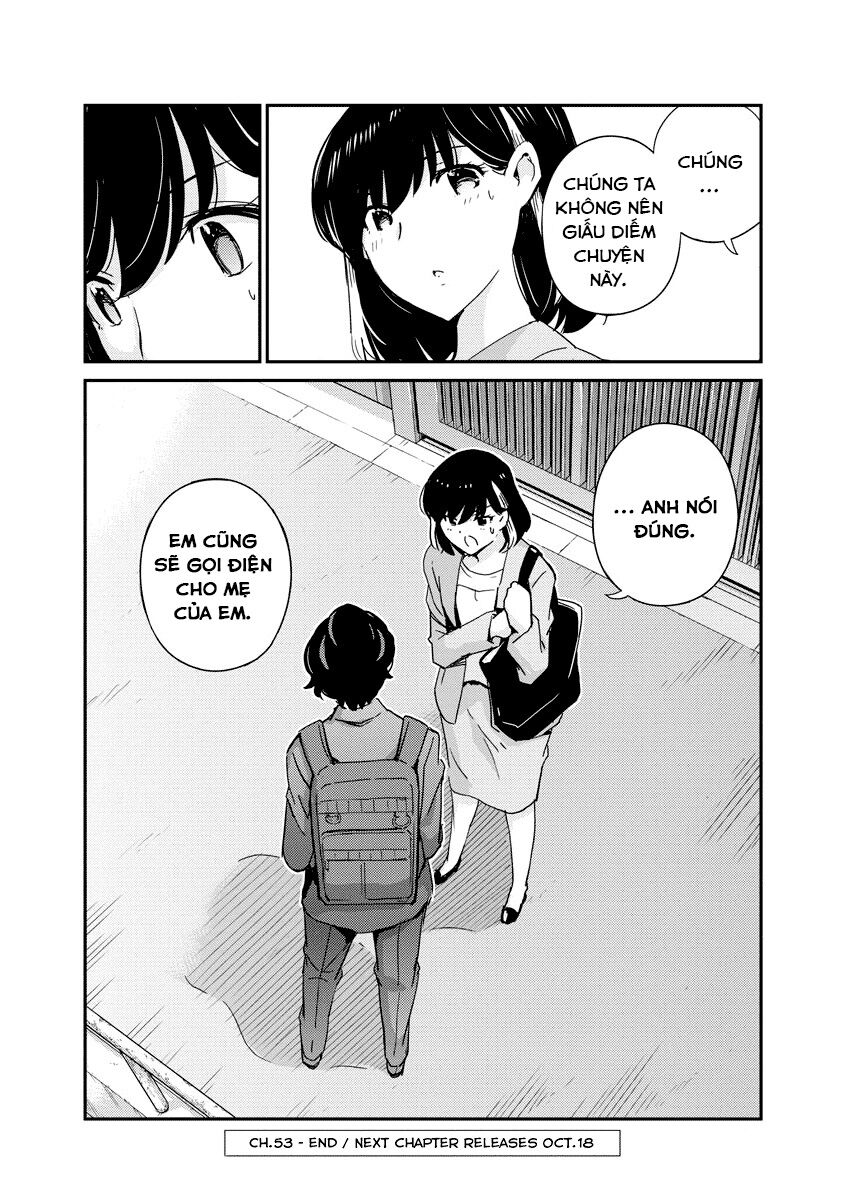 CHÚNG
...
CHÚNG TA
KHÔNG NÊN
GIẤU DIẾM
CHUYỆN
NÀY.
... ANH NÓI
ĐÚNG.
EM CŨNG
SẼ GỌI ĐIỆN
CHO MẸ
CỦA EM.
CH.53 - END / NEXT CHAPTER RELEASES OCT.18